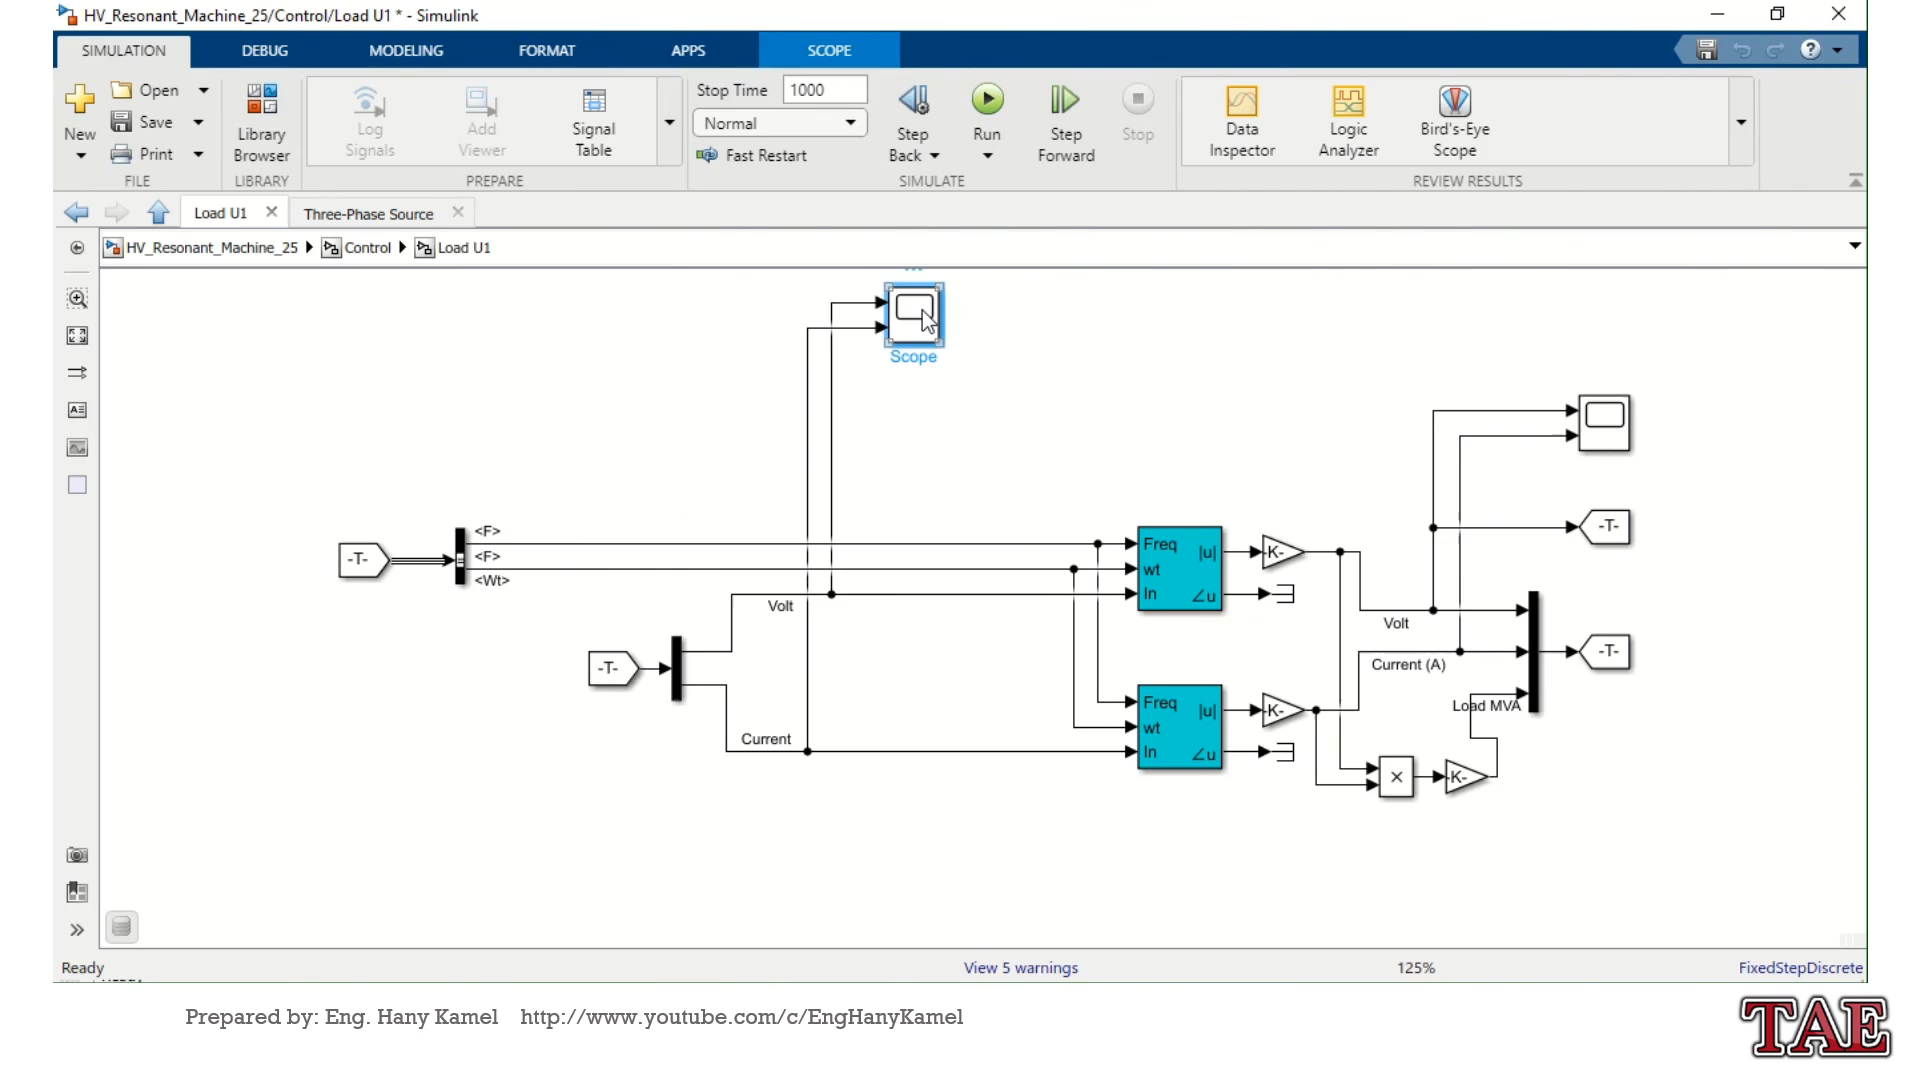 HV_Resonant_Machine_25/Control/Load U1 * - Simulink
SIMULATION DEBUG MODELING FORMAT APPS SCOPE
New
Open
Save
Print
FILE
Library Browser
LIBRARY
Log Signals
Add Viewer
Signal Table
PREPARE
Stop Time 1000
Normal
Fast Restart
Step Back
Run
Step Forward
Stop
SIMULATE
Data Inspector
Logic Analyzer
Bird's-Eye Scope
REVIEW RESULTS
Load U1 Three-Phase Source
HV_Resonant_Machine_25 Control Load U1
Scope
-T-
<F>
<F>
<Wt>
Volt
-T-
Current
Freq |u|
wt
In ∠u
-K-
Freq |u|
wt
In ∠u
-K-
Volt
Current (A)
Load MVA
×
-K-
-T-
-T-
Ready View 5 warnings 125% FixedStepDiscrete
Prepared by: Eng. Hany Kamel http://www.youtube.com/c/EngHanyKamel
TAE